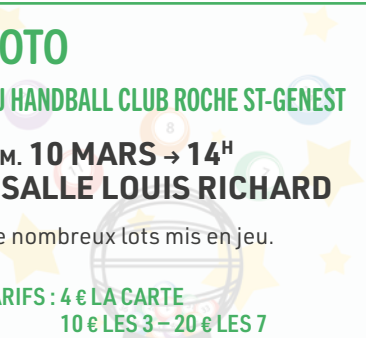 OTO
U HANDBALL CLUB ROCHE ST-GENEST
M. 10 MARS → 14H
SALLE LOUIS RICHARD
e nombreux lots mis en jeu.
ARIFS : 4 € LA CARTE
10 € LES 3 – 20 € LES 7
8